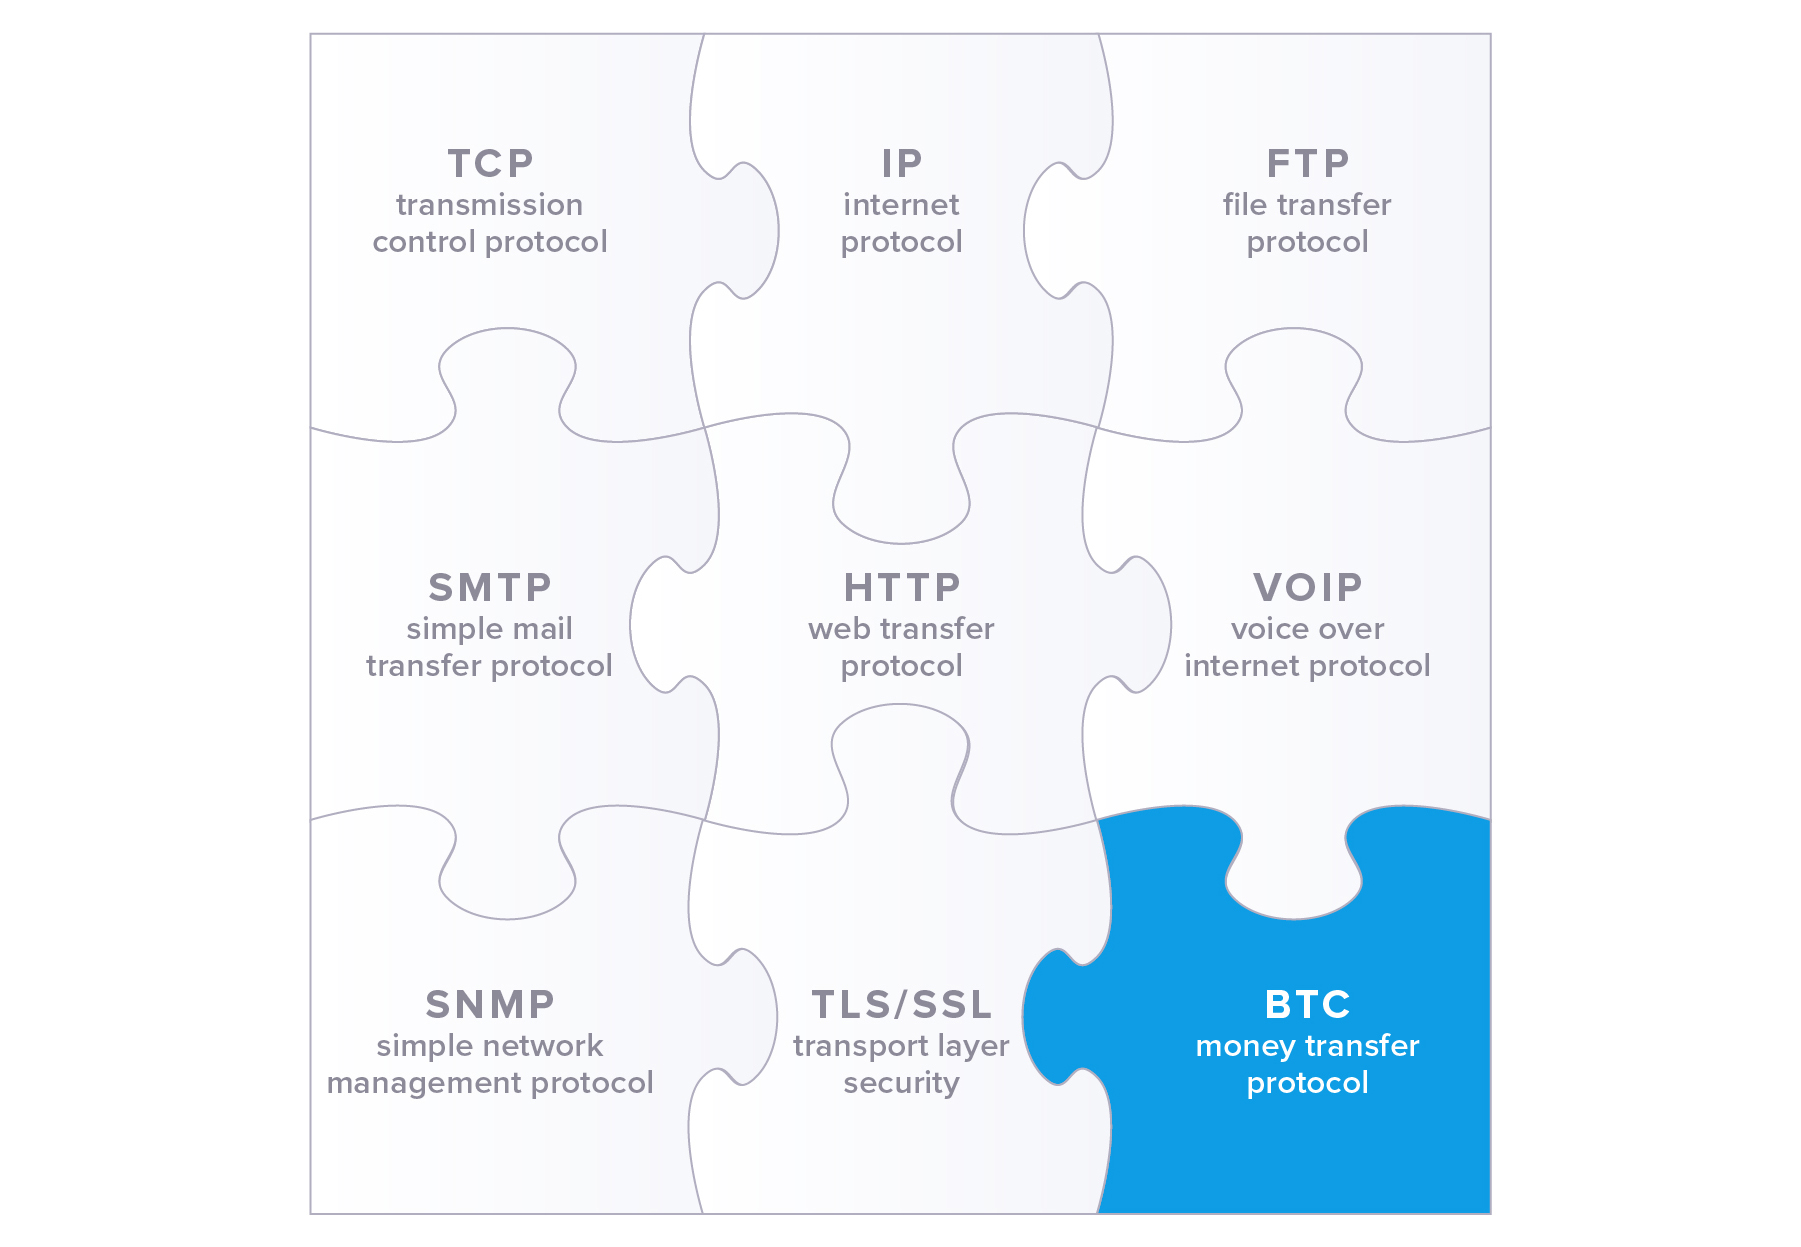 TCP
transmission
control protocol
IP
internet
protocol
FTP
file transfer
protocol
SMTP
simple mail
transfer protocol
HTTP
web transfer
protocol
VOIP
voice over
internet protocol
SNMP
simple network
management protocol
TLS/SSL
transport layer
security
BTC
money transfer
protocol